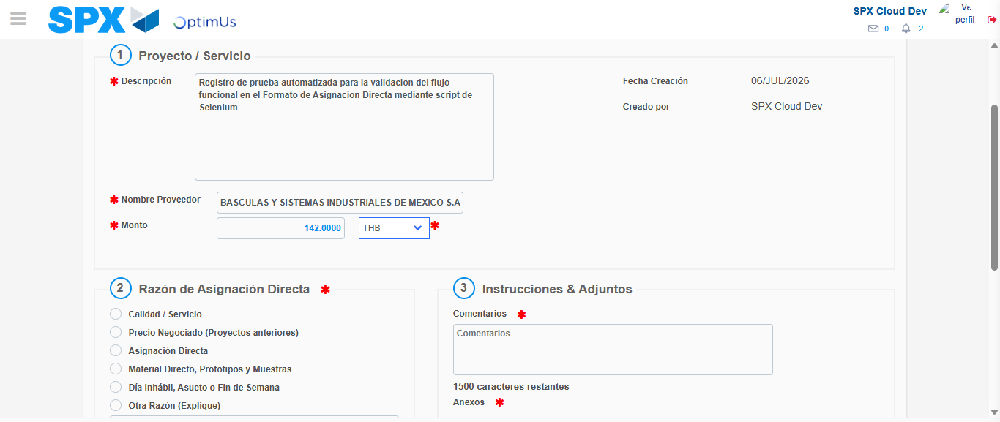 SPX
OptimUs
SPX Cloud Dev
0
2
Ve
perfil
1
Proyecto / Servicio
Descripción
Registro de prueba automatizada para la validacion del flujo
funcional en el Formato de Asignacion Directa mediante script de
Selenium
Fecha Creación
06/JUL/2026
Creado por
SPX Cloud Dev
Nombre Proveedor
BASCULAS Y SISTEMAS INDUSTRIALES DE MEXICO S.A
Monto
142.0000
THB
2
Razón de Asignación Directa
Calidad / Servicio
Precio Negociado (Proyectos anteriores)
Asignación Directa
Material Directo, Prototipos y Muestras
Día inhábil, Asueto o Fin de Semana
Otra Razón (Explique)
3
Instrucciones & Adjuntos
Comentarios
Comentarios
1500 caracteres restantes
Anexos